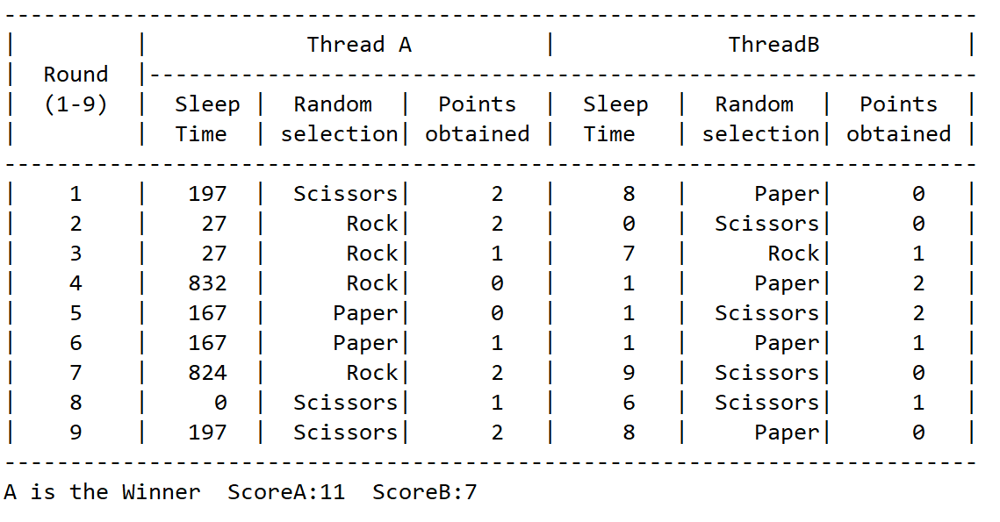 --------------------------------------------------------------------------
|         |            Thread A              |            ThreadB            |
|  Round  |---------------------------------------------------------------
|  (1-9)  |  Sleep |  Random  |  Points  |  Sleep  |  Random  |  Points  |
|         |  Time  | selection| obtained |  Time   | selection| obtained |
--------------------------------------------------------------------------
|    1    |   197  |  Scissors|      2   |   8   |     Paper|     0   |
|    2    |    27  |      Rock|      2   |   0   |  Scissors|     0   |
|    3    |    27  |      Rock|      1   |   7   |      Rock|     1   |
|    4    |   832  |      Rock|      0   |   1   |     Paper|     2   |
|    5    |   167  |     Paper|      0   |   1   |  Scissors|     2   |
|    6    |   167  |     Paper|      1   |   1   |     Paper|     1   |
|    7    |   824  |      Rock|      2   |   9   |  Scissors|     0   |
|    8    |     0  |  Scissors|      1   |   6   |  Scissors|     1   |
|    9    |   197  |  Scissors|      2   |   8   |     Paper|     0   |
--------------------------------------------------------------------------
A is the Winner  ScoreA:11  ScoreB:7